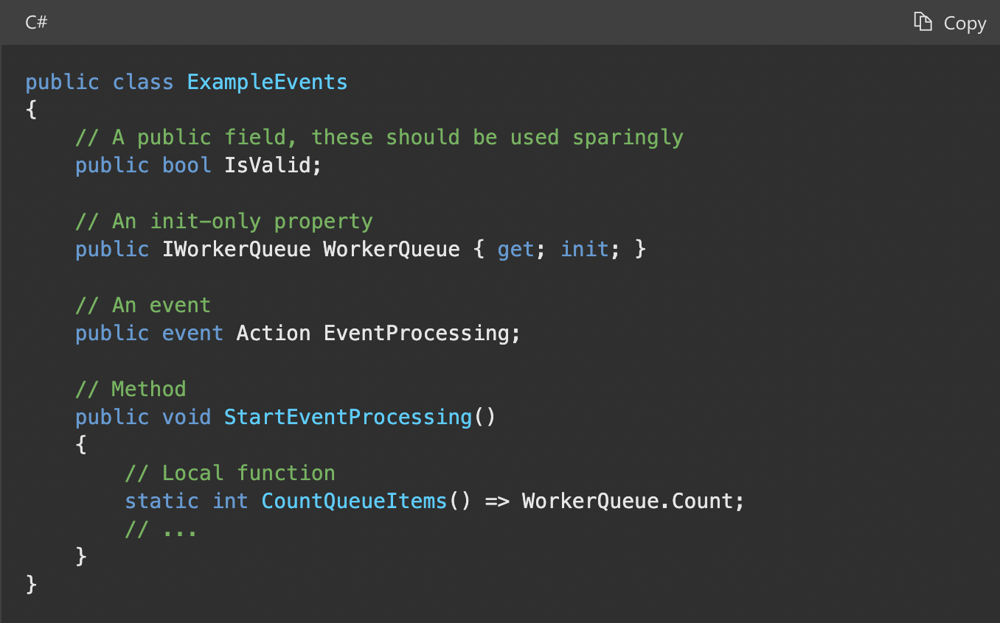 C#
Copy
public class ExampleEvents
{
    // A public field, these should be used sparingly
    public bool IsValid;

    // An init-only property
    public IWorkerQueue WorkerQueue { get; init; }

    // An event
    public event Action EventProcessing;

    // Method
    public void StartEventProcessing()
    {
        // Local function
        static int CountQueueItems() => WorkerQueue.Count;
        // ...
    }
}